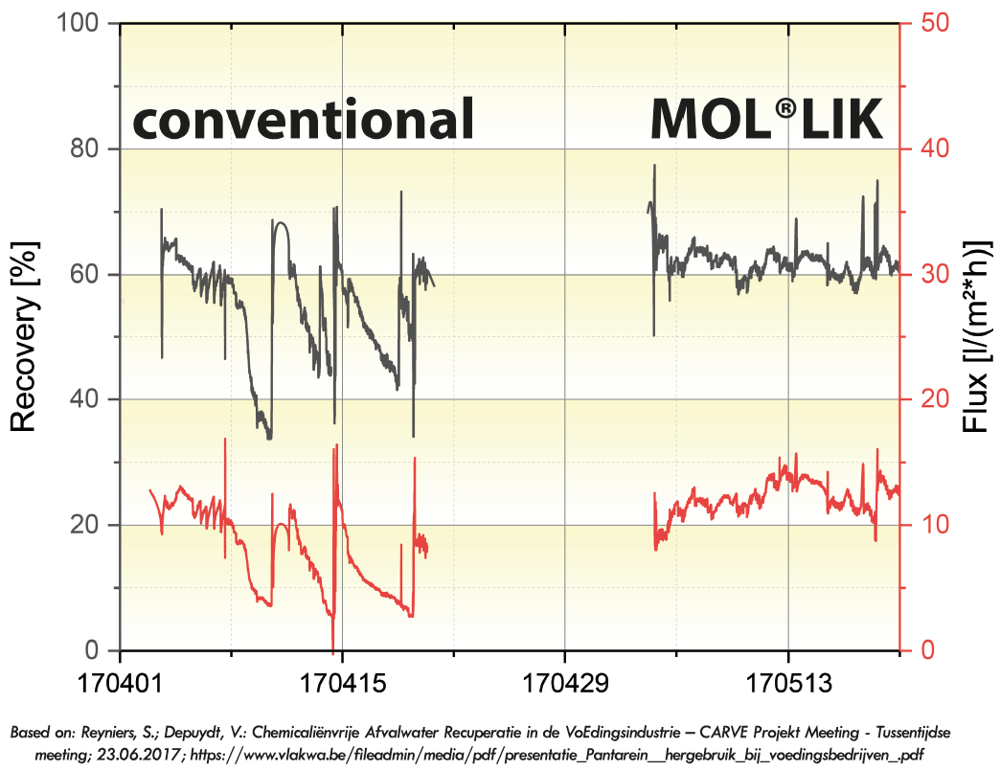 100
80
60
40
20
0
Recovery [%]
conventional
MOL®LIK
50
40
30
20
10
0
Flux [l/(m²*h)]
170401
170415
170429
170513
Based on: Reyniers, S.; Depuydt, V.: Chemicaliënvrije Afvalwater Recuperatie in de VoEdingsindustrie – CARVE Projekt Meeting - Tussentijdse
meeting; 23.06.2017; https://www.vlakwa.be/fileadmin/media/pdf/presentatie_Pantarein__hergebruik_bij_voedingsbedrijven_.pdf